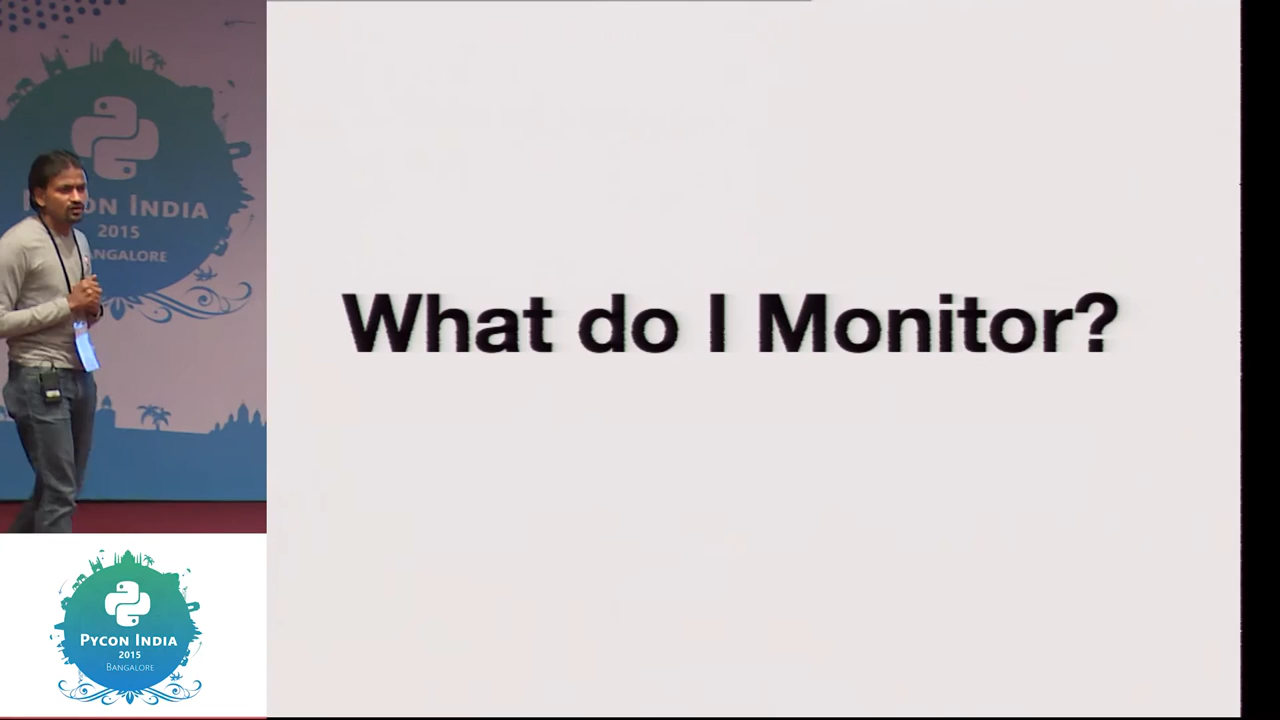 PYCON INDIA
2015
BANGALORE
What do I Monitor?
PYCON INDIA
2015
BANGALORE